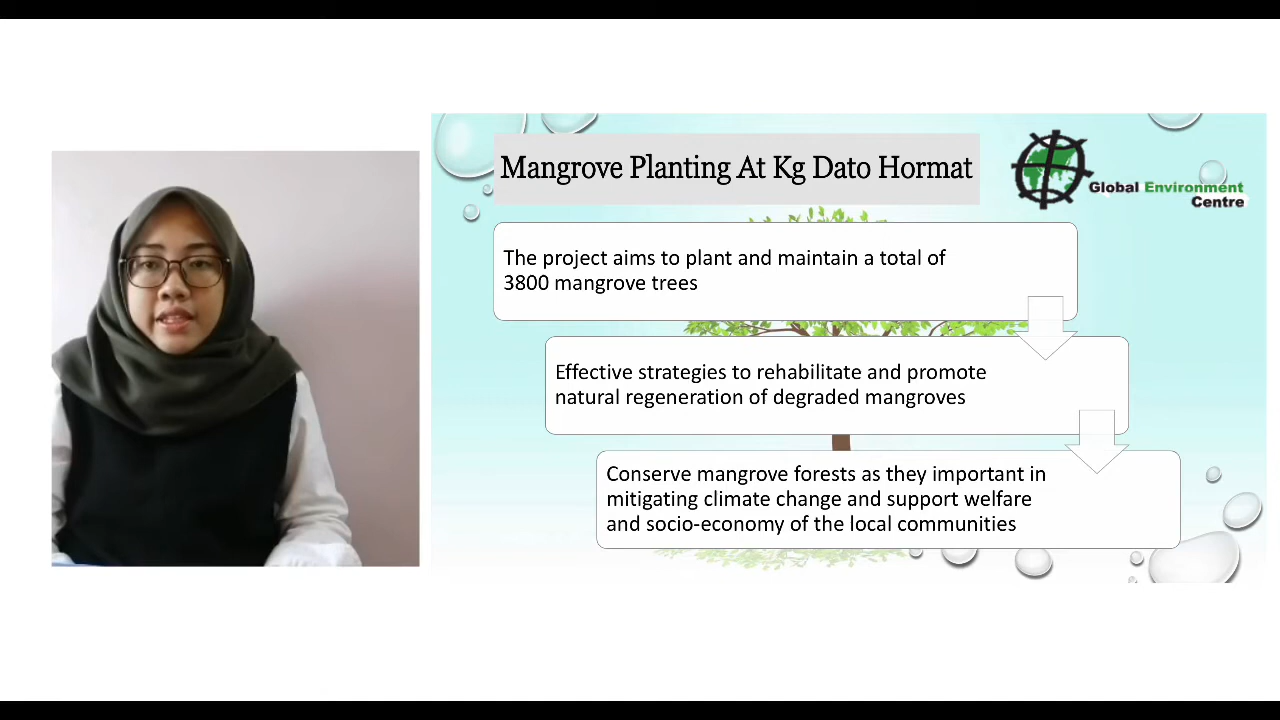 Mangrove Planting At Kg Dato Hormat
Global Environment
Centre
The project aims to plant and maintain a total of
3800 mangrove trees
Effective strategies to rehabilitate and promote
natural regeneration of degraded mangroves
Conserve mangrove forests as they important in
mitigating climate change and support welfare
and socio-economy of the local communities